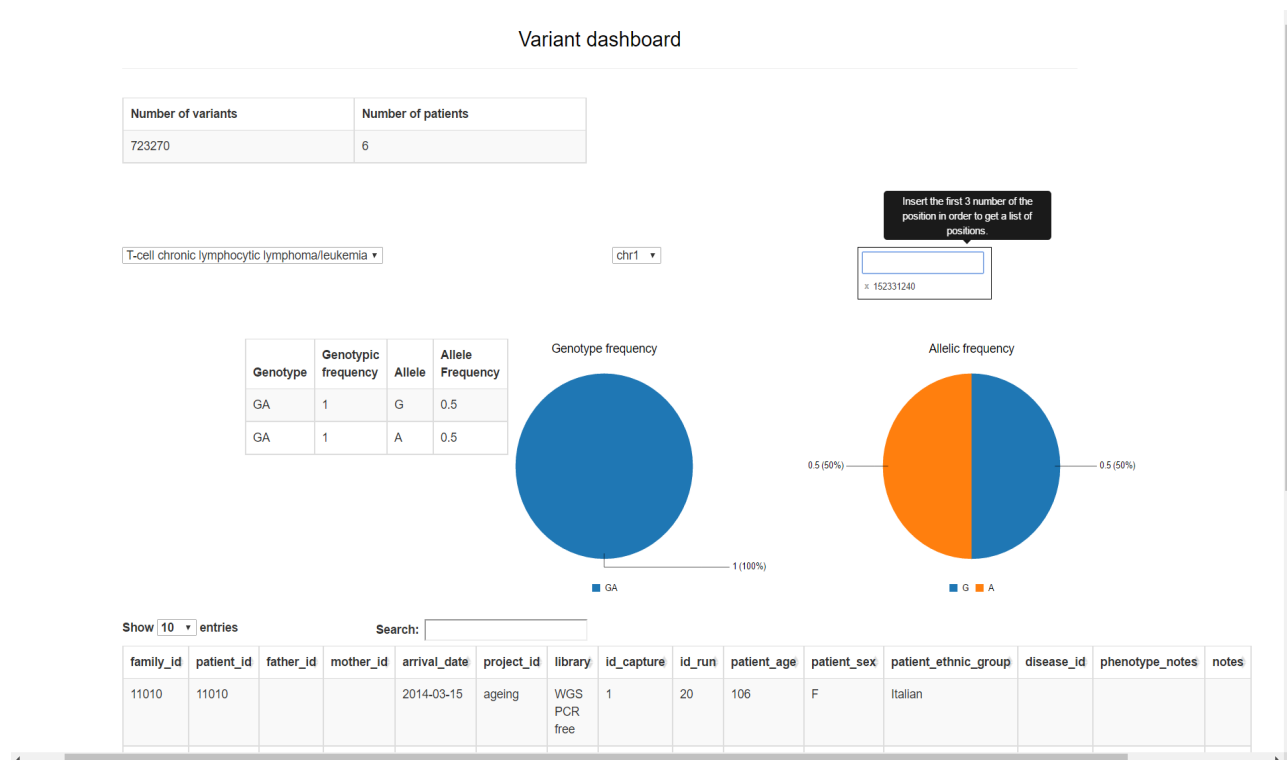 Variant dashboard
Number of variants Number of patients
723270 6
Insert the first 3 number of the
position in order to get a list of
positions.
T-cell chronic lymphocytic lymphoma/leukemia chr1
x 152331240
Genotype Genotypic frequency Allele Allele Frequency
GA 1 G 0.5
GA 1 A 0.5
Genotype frequency
1 (100%)
GA
Allelic frequency
0.5 (50%) 0.5 (50%)
G A
Show 10 entries Search:
family_id patient_id father_id mother_id arrival_date project_id library id_capture id_run patient_age patient_sex patient_ethnic_group disease_id phenotype_notes notes
11010 11010 2014-03-15 ageing WGS 1 20 106 F Italian
PCR
free